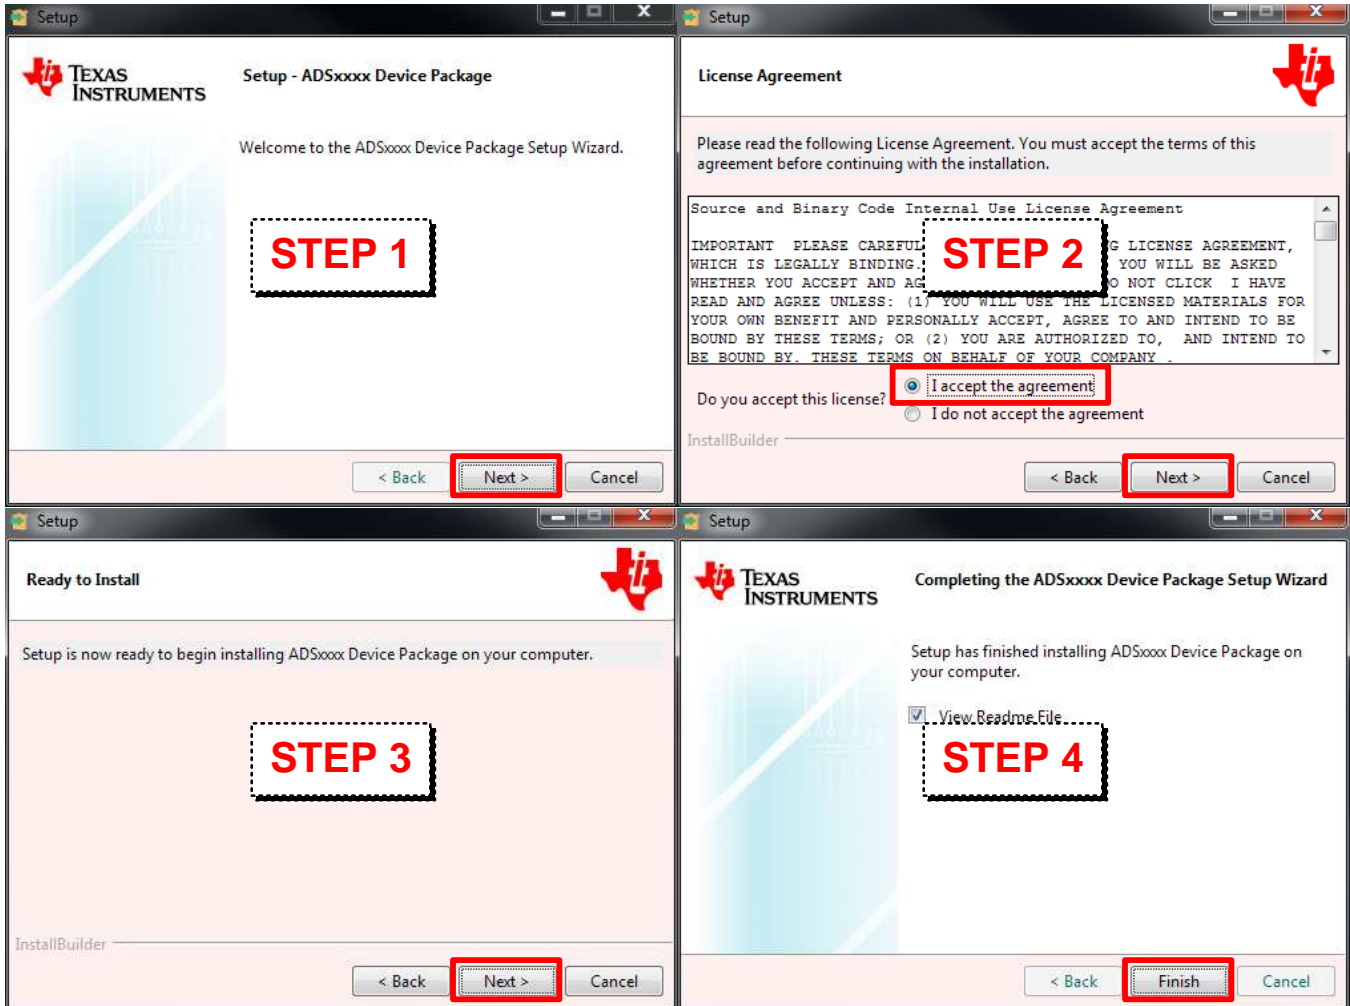 Setup
TEXAS
INSTRUMENTS
Setup - ADSxxxx Device Package
Welcome to the ADSxxxx Device Package Setup Wizard.
STEP 1
< Back
Next >
Cancel
Setup
License Agreement
Please read the following License Agreement. You must accept the terms of this
agreement before continuing with the installation.
Source and Binary Code Internal Use License Agreement
IMPORTANT  PLEASE CAREFUL G LICENSE AGREEMENT,
WHICH IS LEGALLY BINDING. YOU WILL BE ASKED
WHETHER YOU ACCEPT AND AG O NOT CLICK  I HAVE
READ AND AGREE UNLESS: (1) YOU WILL USE THE LICENSED MATERIALS FOR
YOUR OWN BENEFIT AND PERSONALLY ACCEPT, AGREE TO AND INTEND TO BE
BOUND BY THESE TERMS; OR (2) YOU ARE AUTHORIZED TO,  AND INTEND TO
BE BOUND BY. THESE TERMS ON BEHALF OF YOUR COMPANY .
STEP 2
Do you accept this license?
I accept the agreement
I do not accept the agreement
InstallBuilder
< Back
Next >
Cancel
Setup
Ready to Install
Setup is now ready to begin installing ADSxxxx Device Package on your computer.
STEP 3
InstallBuilder
< Back
Next >
Cancel
Setup
TEXAS
INSTRUMENTS
Completing the ADSxxxx Device Package Setup Wizard
Setup has finished installing ADSxxxx Device Package on
your computer.
View Readme File
STEP 4
< Back
Finish
Cancel